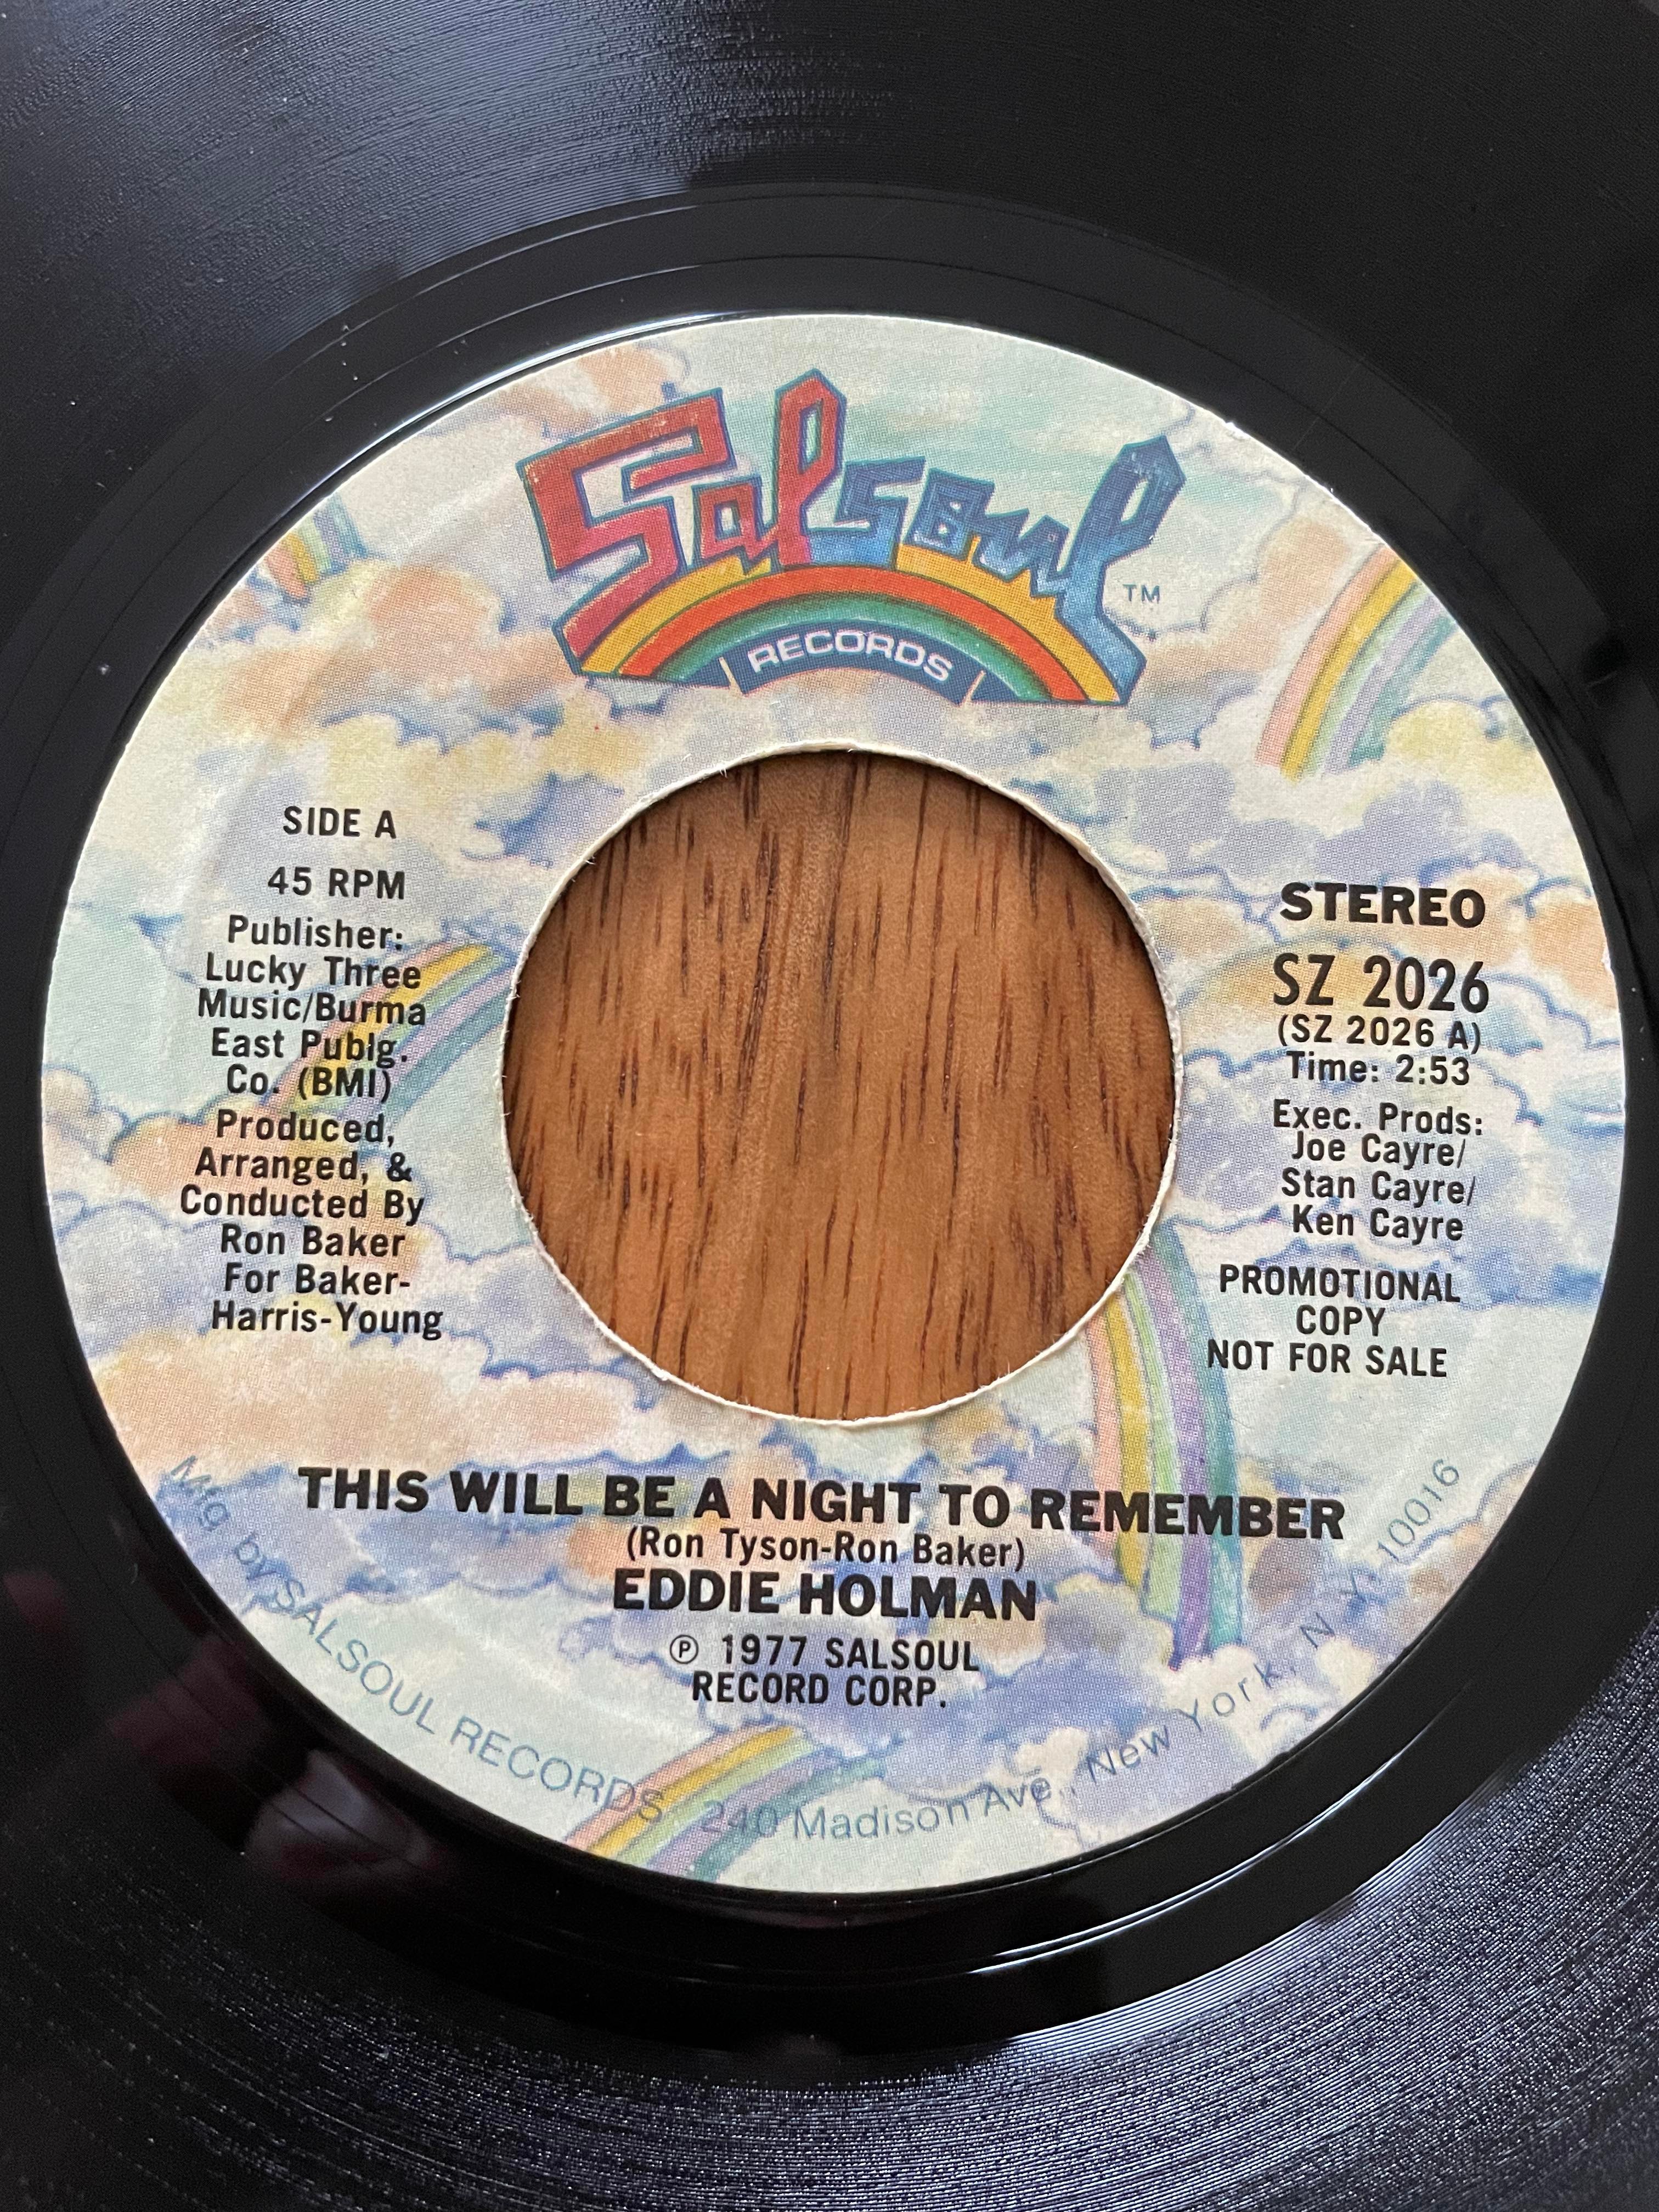 Salsoul
TM
RECORDS
SIDE A
45 RPM
Publisher:
Lucky Three
Music/Burma
East Publg.
Co. (BMI)
Produced,
Arranged, &
Conducted By
Ron Baker
For Baker-
Harris-Young
STEREO
SZ 2026
(SZ 2026 A)
Time: 2:53
Exec. Prods:
Joe Cayre/
Stan Cayre/
Ken Cayre
PROMOTIONAL
COPY
NOT FOR SALE
THIS WILL BE A NIGHT TO REMEMBER
(Ron Tyson-Ron Baker)
EDDIE HOLMAN
Ⓟ 1977 SALSOUL
RECORD CORP.
Mfg by SALSOUL RECORDS 240 Madison Ave., New York, N.Y. 10016